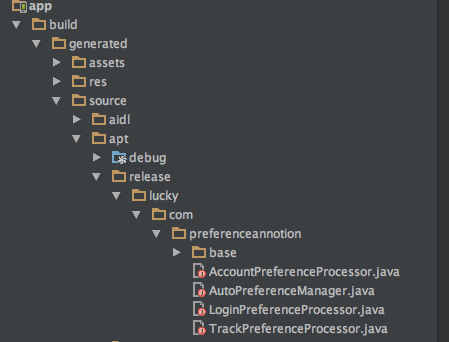 app
build
generated
assets
res
source
aidl
apt
debug
release
lucky
com
preferenceannotion
base
AccountPreferenceProcessor.java
AutoPreferenceManager.java
LoginPreferenceProcessor.java
TrackPreferenceProcessor.java